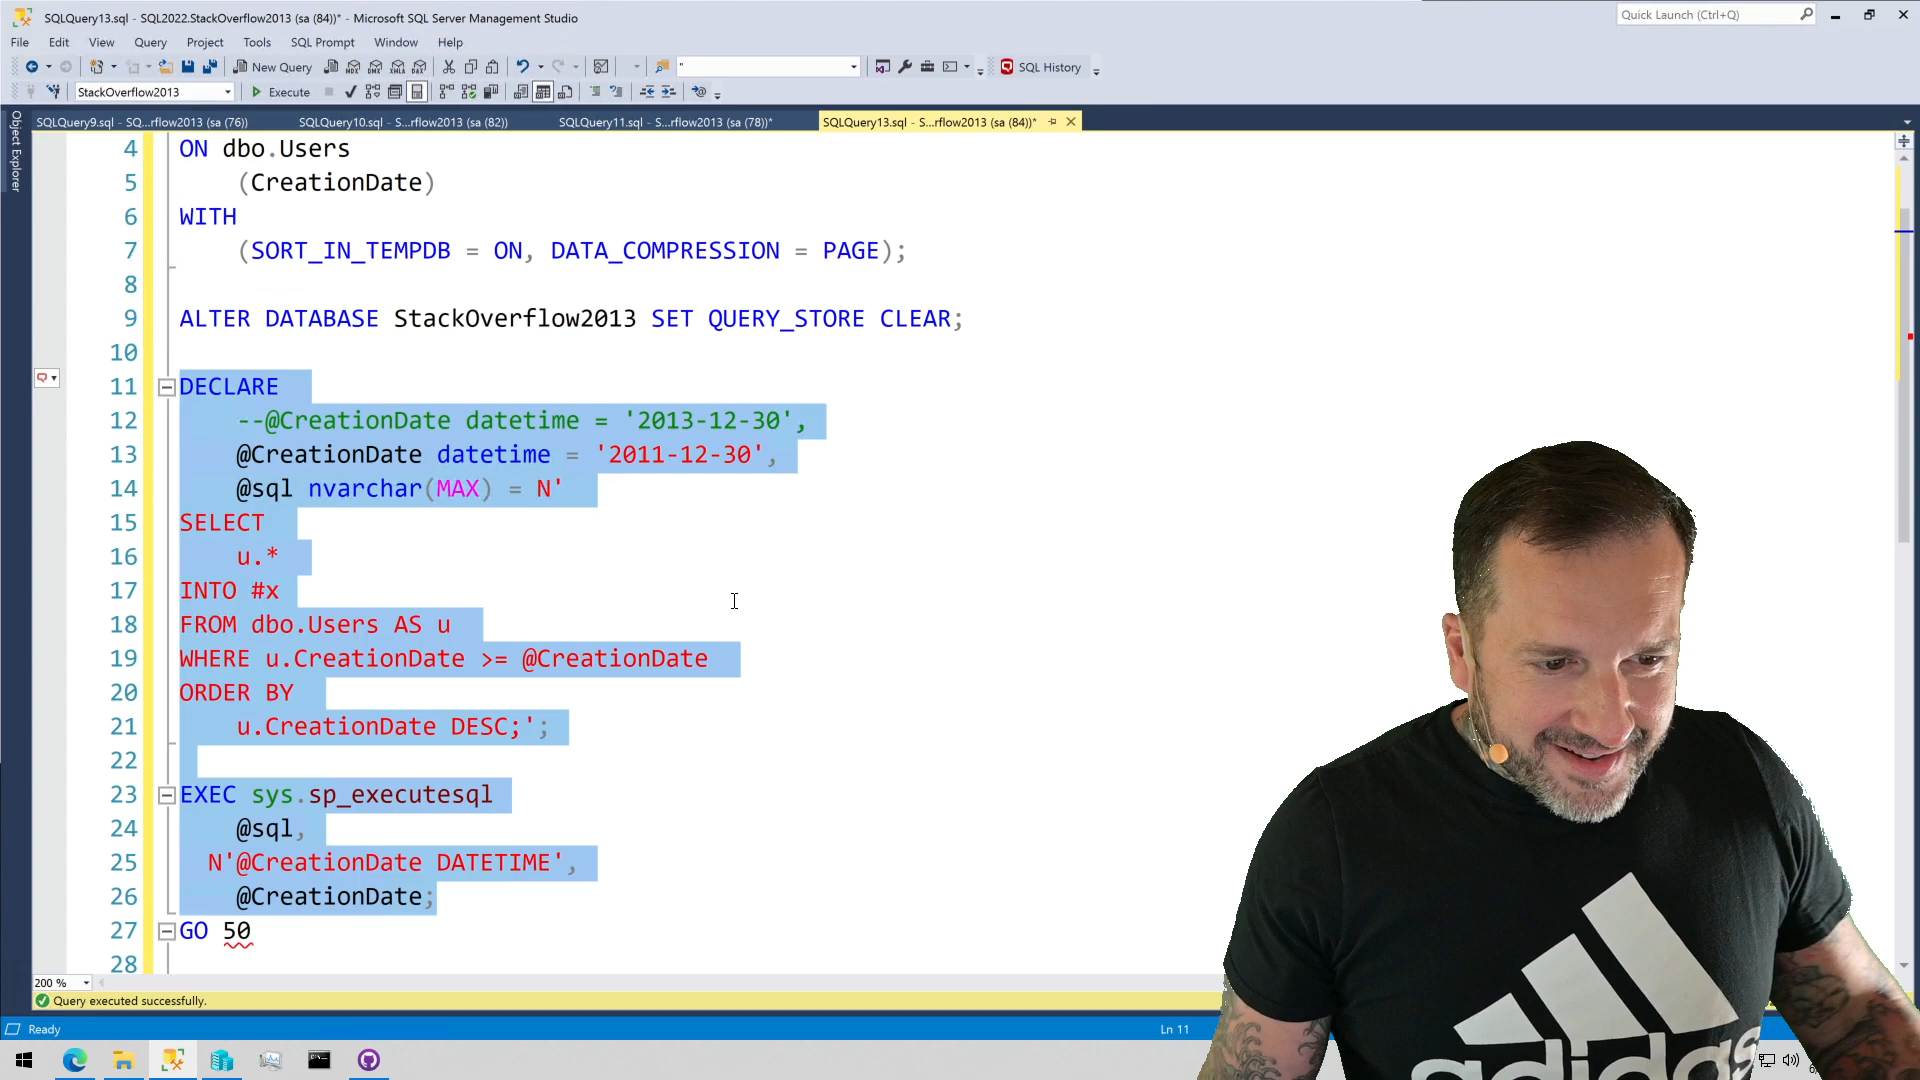 SQLQuery13.sql - SQL2022.StackOverflow2013 (sa (84))* - Microsoft SQL Server Management Studio
Quick Launch (Ctrl+Q)
File Edit View Query Project Tools SQL Prompt Window Help
New Query
MDX DMX XMLA DAX
"
SQL History
StackOverflow2013
Execute
Object Explorer
SQLQuery9.sql - SQ...rflow2013 (sa (76)) SQLQuery10.sql - S...rflow2013 (sa (82)) SQLQuery11.sql - S...rflow2013 (sa (78))* SQLQuery13.sql - S...rflow2013 (sa (84))*
4 ON dbo.Users
5 (CreationDate)
6 WITH
7 (SORT_IN_TEMPDB = ON, DATA_COMPRESSION = PAGE);
8
9 ALTER DATABASE StackOverflow2013 SET QUERY_STORE CLEAR;
10
11 DECLARE
12 --@CreationDate datetime = '2013-12-30',
13 @CreationDate datetime = '2011-12-30',
14 @sql nvarchar(MAX) = N'
15 SELECT
16 u.*
17 INTO #x
18 FROM dbo.Users AS u
19 WHERE u.CreationDate >= @CreationDate
20 ORDER BY
21 u.CreationDate DESC;';
22
23 EXEC sys.sp_executesql
24 @sql,
25 N'@CreationDate DATETIME',
26 @CreationDate;
27 GO 50
28
200 %
Query executed successfully.
Ready
Ln 11
adidas